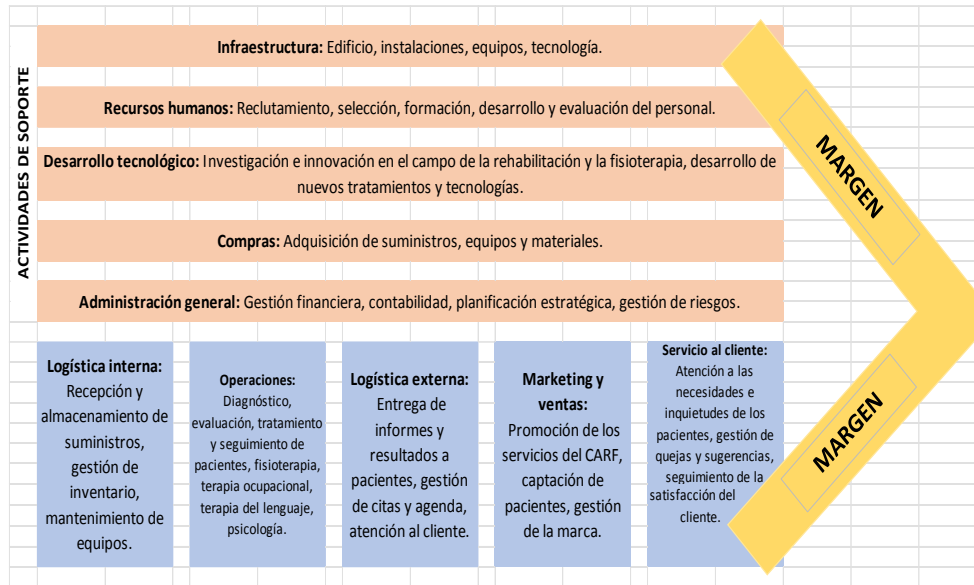 ACTIVIDADES DE SOPORTE
Infraestructura: Edificio, instalaciones, equipos, tecnología.
Recursos humanos: Reclutamiento, selección, formación, desarrollo y evaluación del personal.
Desarrollo tecnológico: Investigación e innovación en el campo de la rehabilitación y la fisioterapia, desarrollo de
nuevos tratamientos y tecnologías.
Compras: Adquisición de suministros, equipos y materiales.
Administración general: Gestión financiera, contabilidad, planificación estratégica, gestión de riesgos.
MARGEN
Logística interna:
Recepción y
almacenamiento de
suministros,
gestión de
inventario,
mantenimiento de
equipos.
Operaciones:
Diagnóstico,
evaluación, tratamiento
y seguimiento de
pacientes, fisioterapia,
terapia ocupacional,
terapia del lenguaje,
psicología.
Logística externa:
Entrega de
informes y
resultados a
pacientes, gestión
de citas y agenda,
atención al cliente.
Marketing y
ventas:
Promoción de los
servicios del CARF,
captación de
pacientes, gestión
de la marca.
Servicio al cliente:
Atención a las
necesidades e
inquietudes de los
pacientes, gestión de
quejas y sugerencias,
seguimiento de la
satisfacción del
cliente.
MARGEN